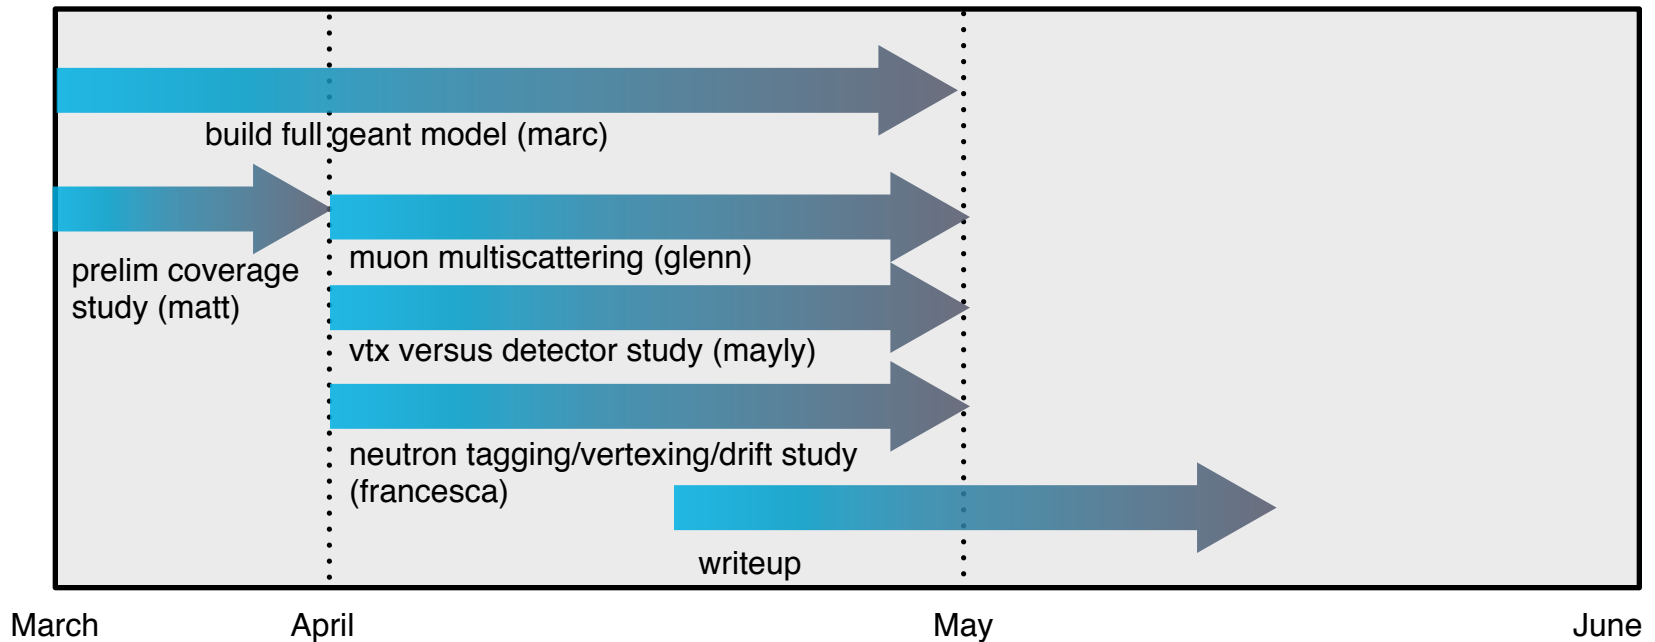 build full geant model (marc)
prelim coverage
study (matt)
muon multiscattering (glenn)
vtx versus detector study (mayly)
neutron tagging/vertexing/drift study
(francesca)
writeup
March April May June